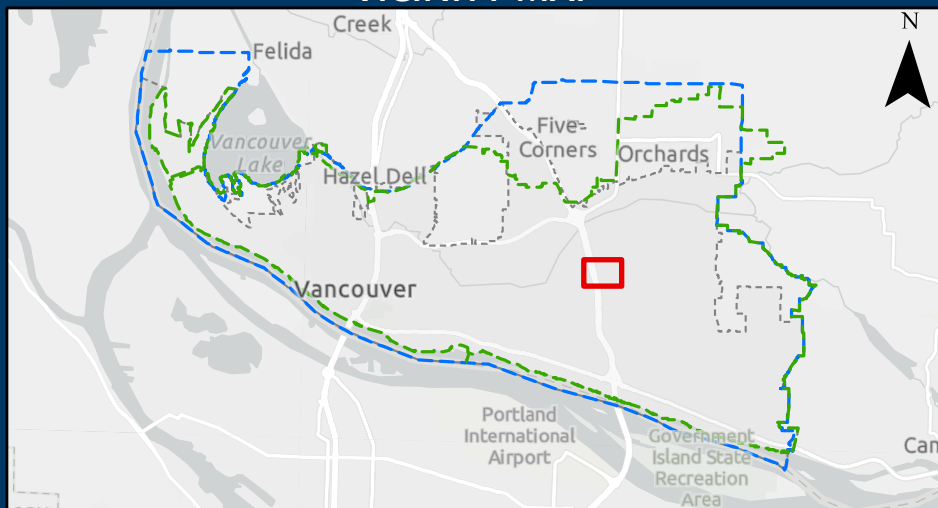 N
Creek
Felida
Five-
Corners
Vancouver
Lake
Orchards
Hazel Dell
Vancouver
Portland
International
Airport
Government
Island State
Recreation
Area